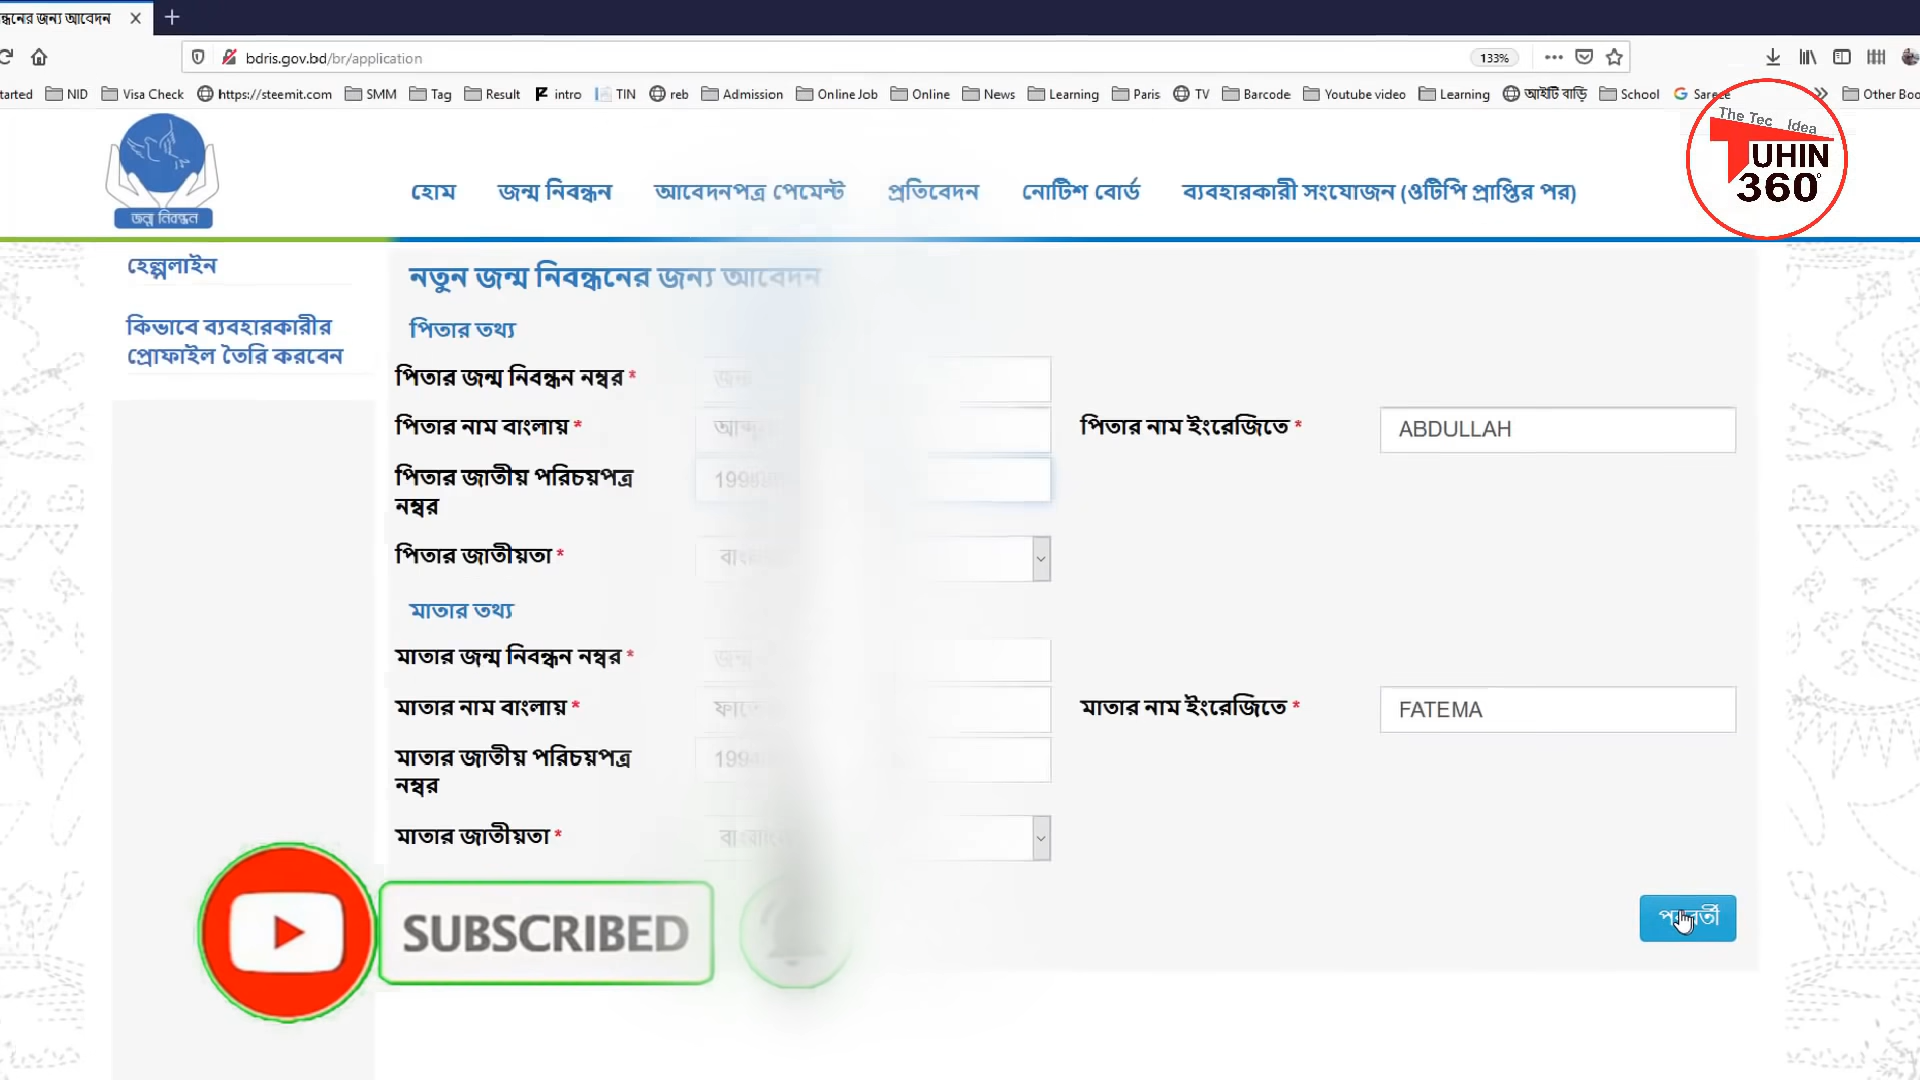 ন্ধনের জন্য আবেদন
bdris.gov.bd/br/application
133%
tarted NID Visa Check https://steemit.com SMM Tag Result intro TIN reb Admission Online Job Online News Learning Paris TV Barcode Youtube video Learning আইটি বাড়ি School Other Boo
The Tec Idea
TUHIN
360°
জন্ম নিবন্ধন
হোম জন্ম নিবন্ধন আবেদনপত্র পেমেন্ট প্রতিবেদন নোটিশ বোর্ড ব্যবহারকারী সংযোজন (ওটিপি প্রাপ্তির পর)
হেল্পলাইন
কিভাবে ব্যবহারকারীর
প্রোফাইল তৈরি করবেন
নতুন জন্ম নিবন্ধনের জন্য আবেদন
পিতার তথ্য
পিতার জন্ম নিবন্ধন নম্বর *
পিতার নাম বাংলায় *
পিতার নাম ইংরেজিতে * ABDULLAH
পিতার জাতীয় পরিচয়পত্র
নম্বর
পিতার জাতীয়তা *
মাতার তথ্য
মাতার জন্ম নিবন্ধন নম্বর *
মাতার নাম বাংলায় *
মাতার নাম ইংরেজিতে * FATEMA
মাতার জাতীয় পরিচয়পত্র
নম্বর
মাতার জাতীয়তা *
SUBSCRIBED